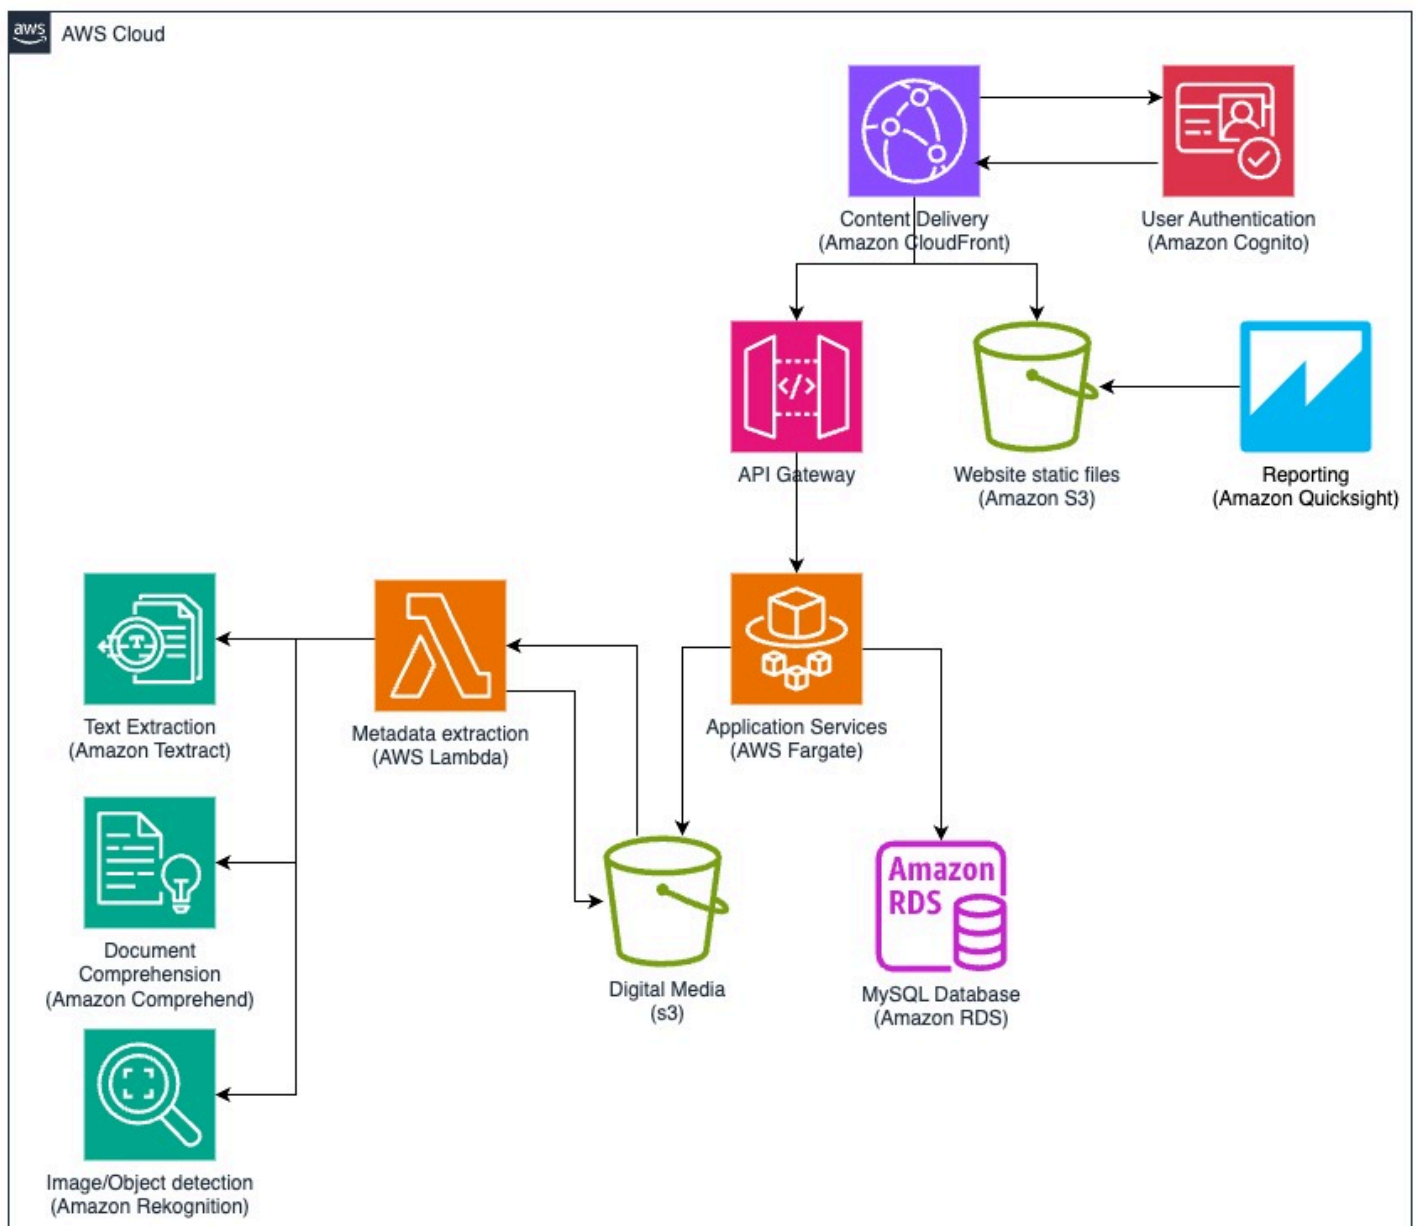 aws
AWS Cloud
Content Delivery
(Amazon CloudFront)
User Authentication
(Amazon Cognito)
</>
API Gateway
Website static files
(Amazon S3)
Reporting
(Amazon Quicksight)
T
Text Extraction
(Amazon Textract)
Metadata extraction
(AWS Lambda)
Application Services
(AWS Fargate)
Document
Comprehension
(Amazon Comprehend)
Digital Media
(s3)
Amazon
RDS
MySQL Database
(Amazon RDS)
Image/Object detection
(Amazon Rekognition)